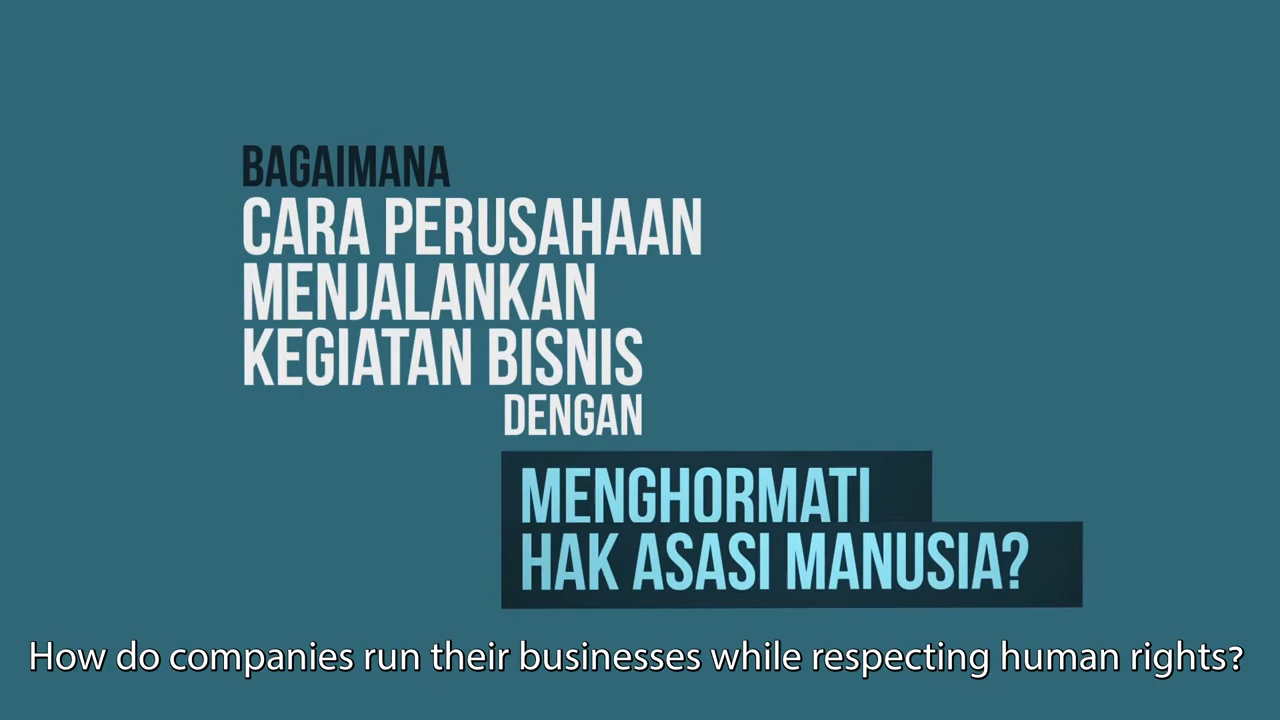 BAGAIMANA
CARA PERUSAHAAN
MENJALANKAN
KEGIATAN BISNIS
DENGAN
MENGHORMATI
HAK ASASI MANUSIA?
How do companies run their businesses while respecting human rights?